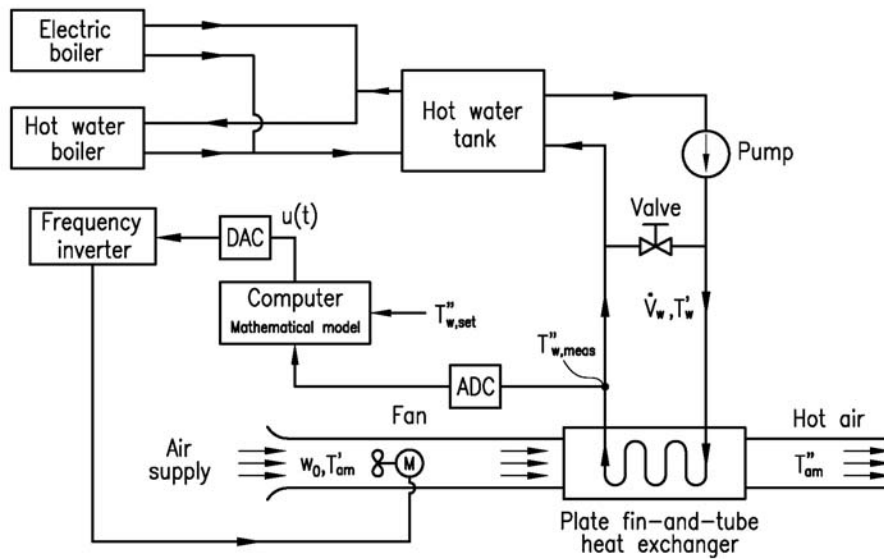 Electric
boiler
Hot water
boiler
Hot water
tank
Pump
Valve
Frequency
inverter
DAC
u(t)
Computer
Mathematical model
T"w,set
V̇w,T'w
T"w,meas
ADC
Fan
Hot air
Air
supply
w0,T'am
M
T"am
Plate fin–and–tube
heat exchanger